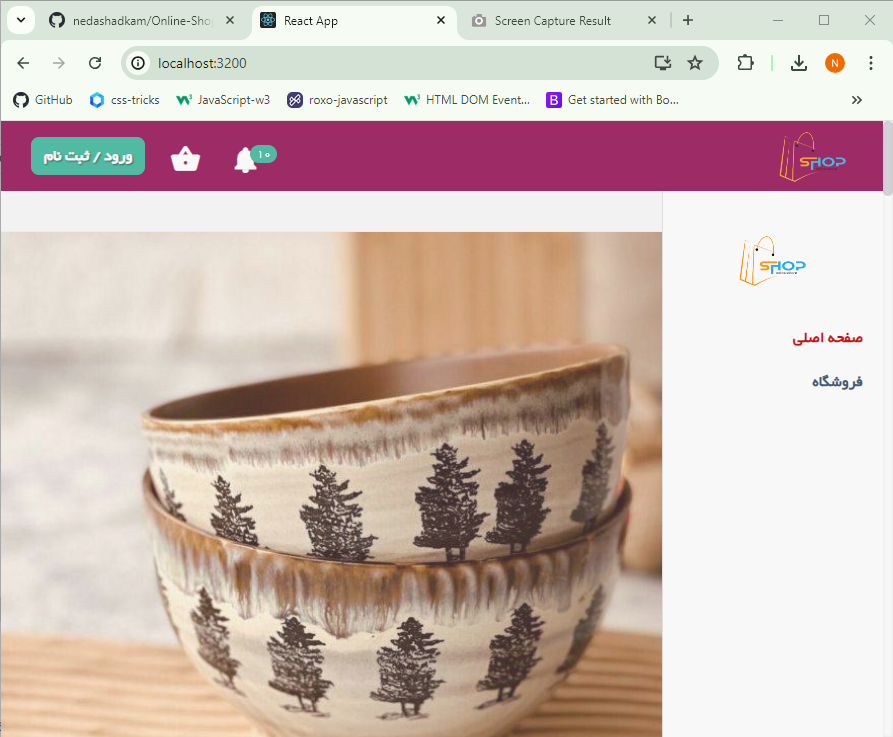 nedashadkam/Online-Shop
React App
Screen Capture Result
localhost:3200
N
GitHub
css-tricks
JavaScript-w3
roxo-javascript
HTML DOM Event...
Get started with Bo...
ورود / ثبت نام
10
SHOP
SHOP
صفحه اصلی
فروشگاه